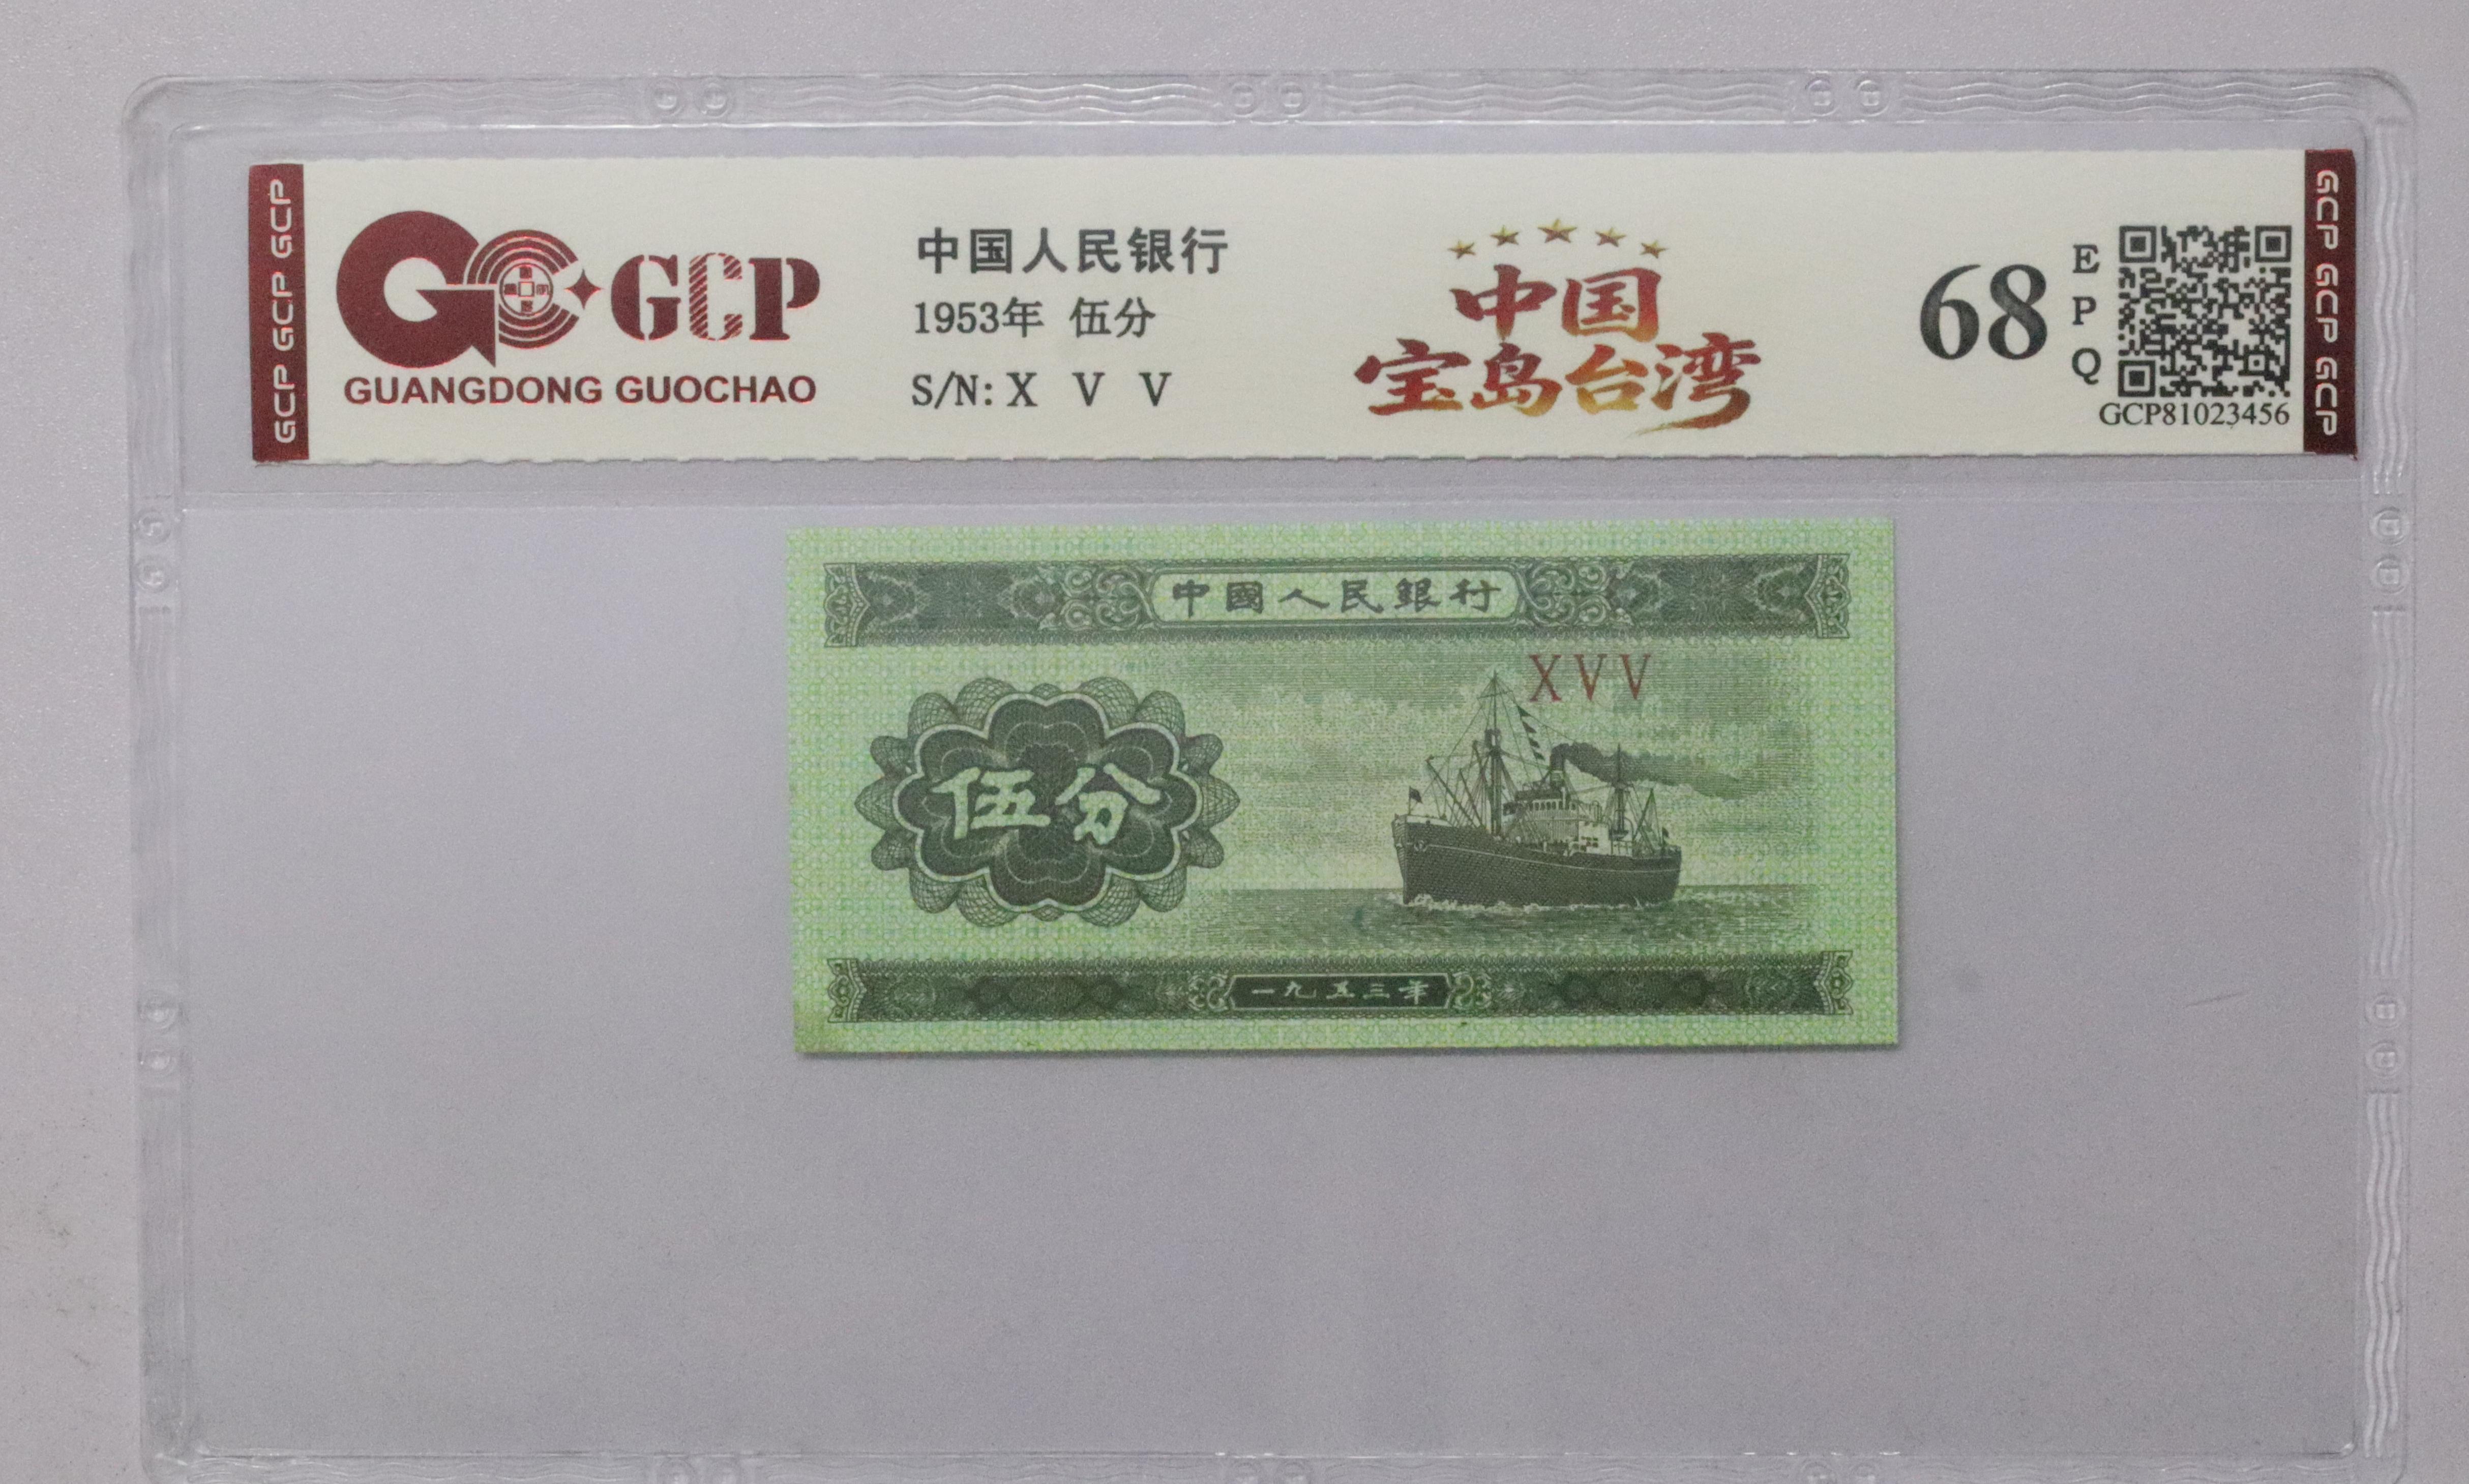 GCP GCP GCP
GCP
GUANGDONG GUOCHAO
中国人民银行
1953年 伍分
S/N: X V V
中国
宝岛台湾
68
E
P
Q
GCP81023456
GCP GCP GCP
中國人民銀行
XVV
伍分
一九五三年